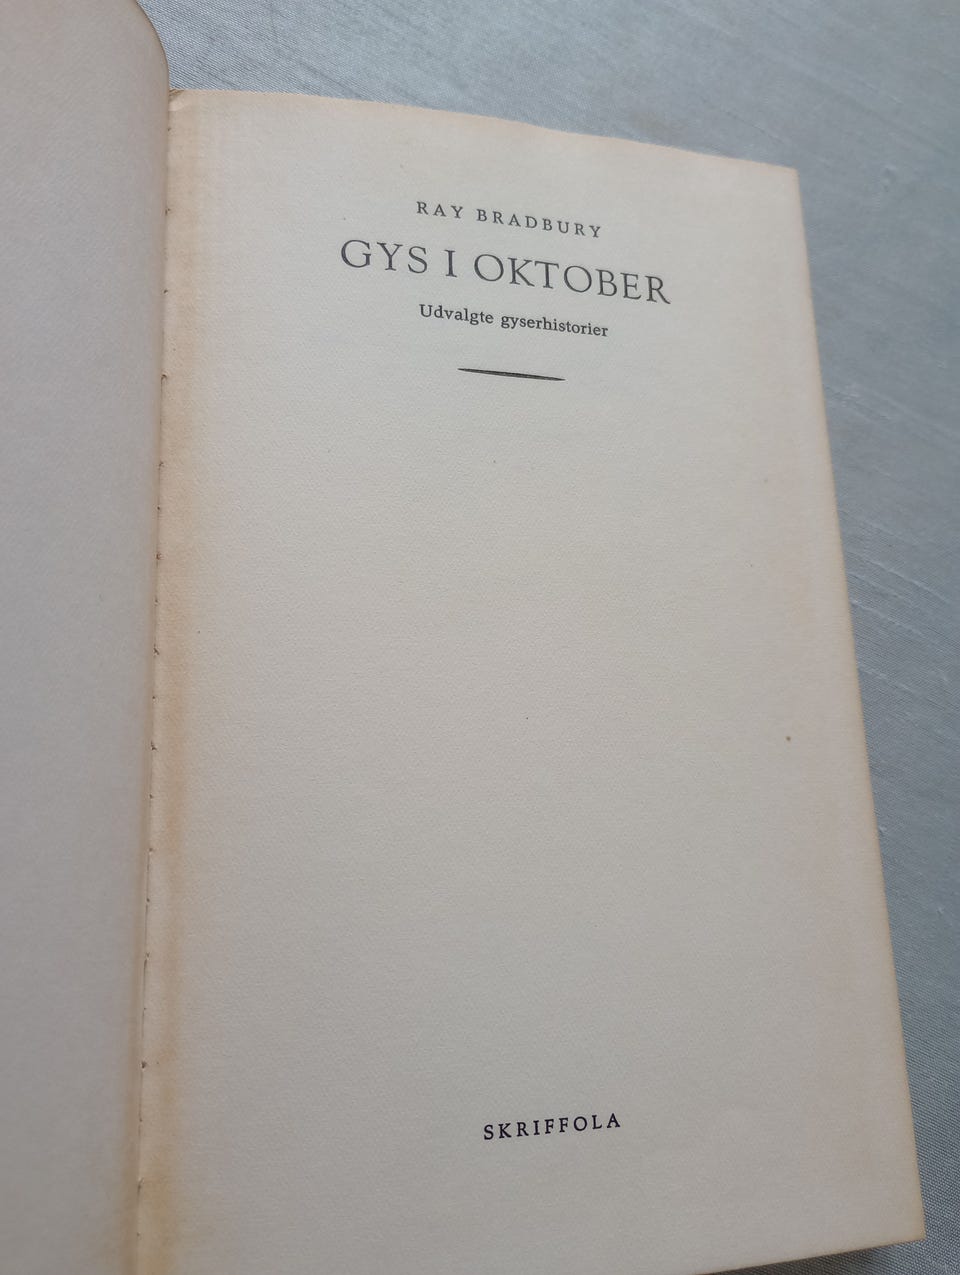 RAY BRADBURY
GYS I OKTOBER
Udvalgte gyserhistorier
SKRIFFOLA